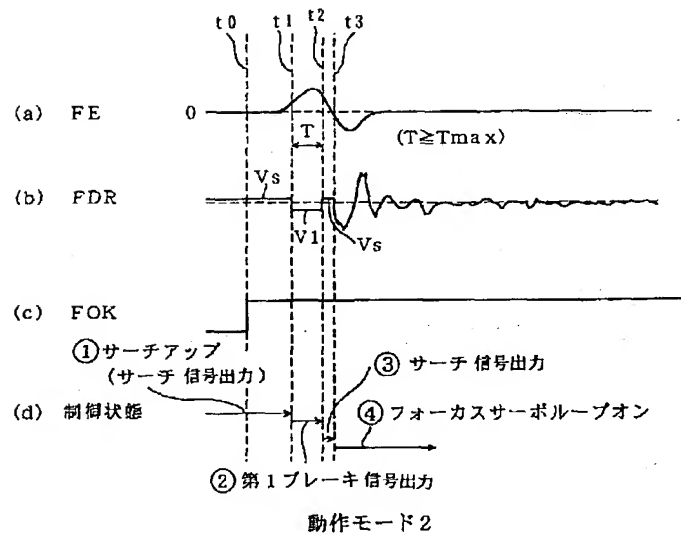 t0 t1 t2 t3
(a) FE 0
T (T≧Tmax)
(b) FDR Vs
V1 Vs
(c) FOK
①サーチアップ
(サーチ信号出力)
③ サーチ信号出力
(d) 制御状態
④ フォーカスサーボループオン
②第1ブレーキ信号出力
動作モード2